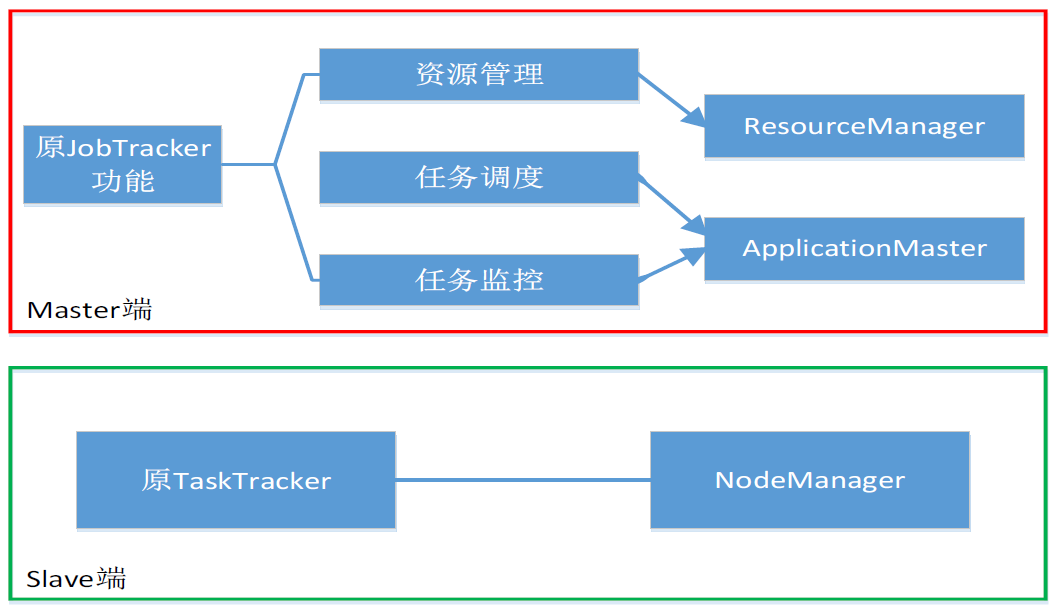 原JobTracker
功能
资源管理
任务调度
任务监控
ResourceManager
ApplicationMaster
Master端
原TaskTracker
NodeManager
Slave端